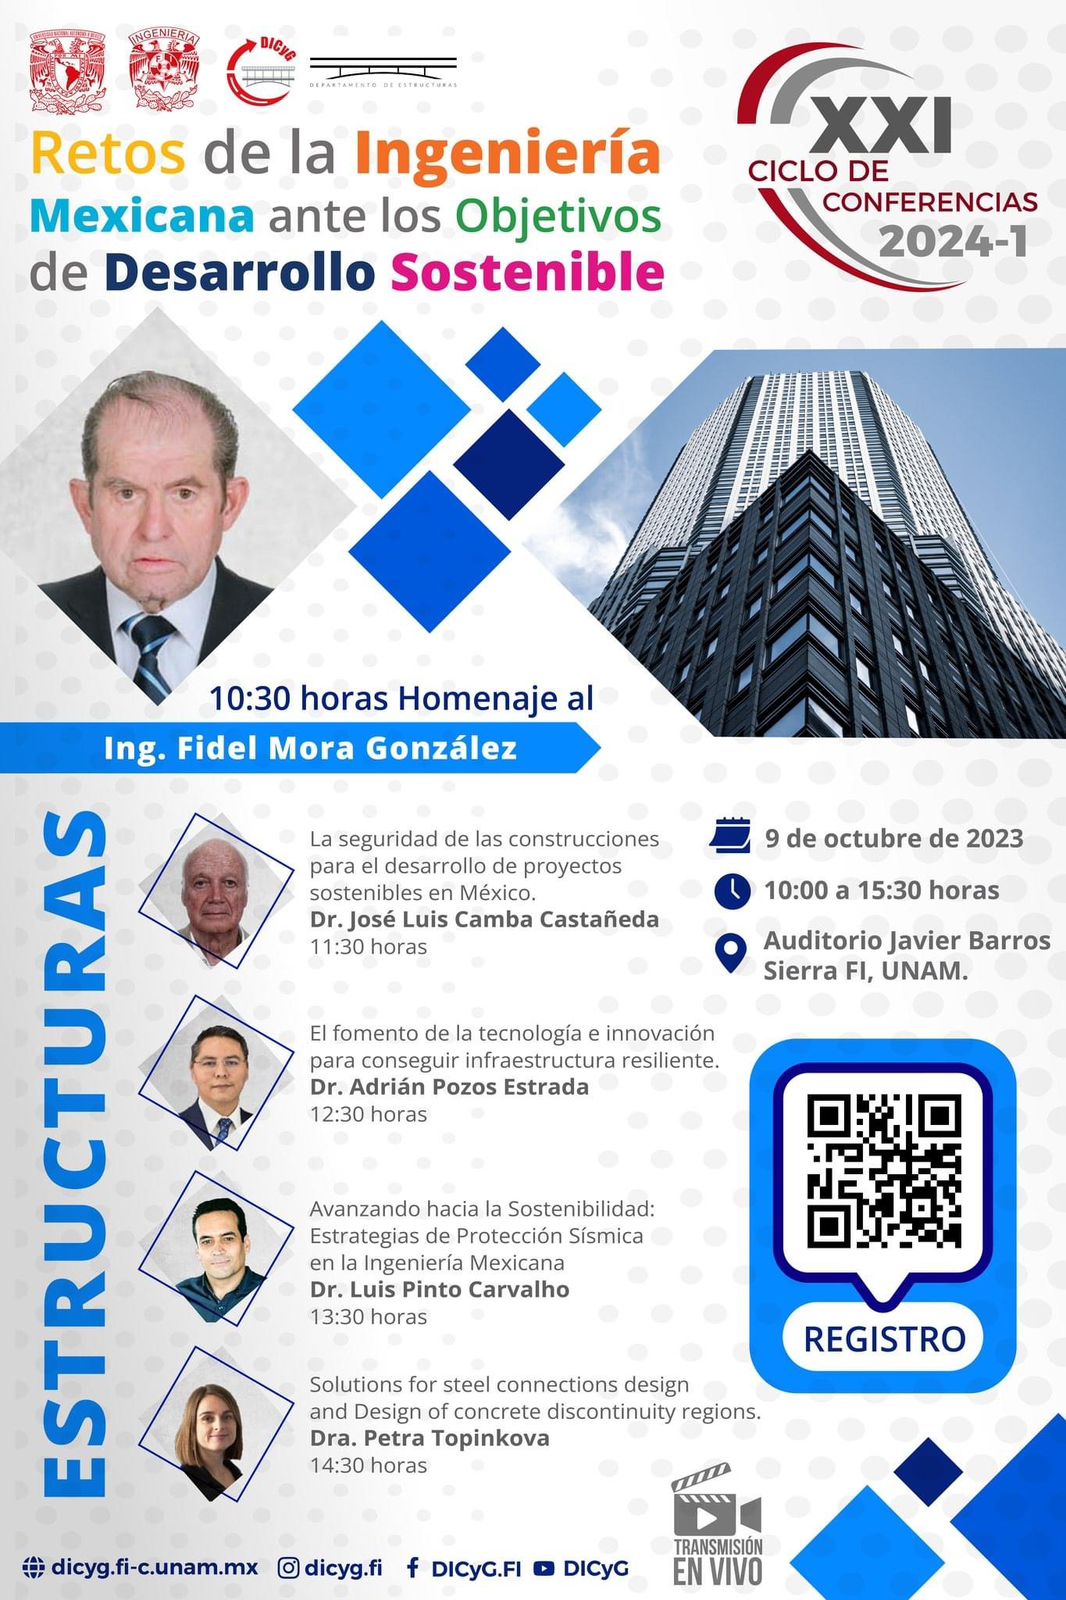 UNIVERSIDAD NACIONAL AUTONOMA DE MEXICO
INGENIERIA
DICyG
DEPARTAMENTO DE ESTRUCTURAS
Retos de la Ingeniería
Mexicana ante los Objetivos
de Desarrollo Sostenible
XXI
CICLO DE
CONFERENCIAS
2024-1
10:30 horas Homenaje al
Ing. Fidel Mora González
ESTRUCTURAS
La seguridad de las construcciones
para el desarrollo de proyectos
sostenibles en México.
Dr. José Luis Camba Castañeda
11:30 horas
El fomento de la tecnología e innovación
para conseguir infraestructura resiliente.
Dr. Adrián Pozos Estrada
12:30 horas
Avanzando hacia la Sostenibilidad:
Estrategias de Protección Sísmica
en la Ingeniería Mexicana
Dr. Luis Pinto Carvalho
13:30 horas
Solutions for steel connections design
and Design of concrete discontinuity regions.
Dra. Petra Topinkova
14:30 horas
9 de octubre de 2023
10:00 a 15:30 horas
Auditorio Javier Barros
Sierra FI, UNAM.
REGISTRO
TRANSMISIÓN
EN VIVO
dicyg.fi-c.unam.mx dicyg.fi DICyG.FI DICyG